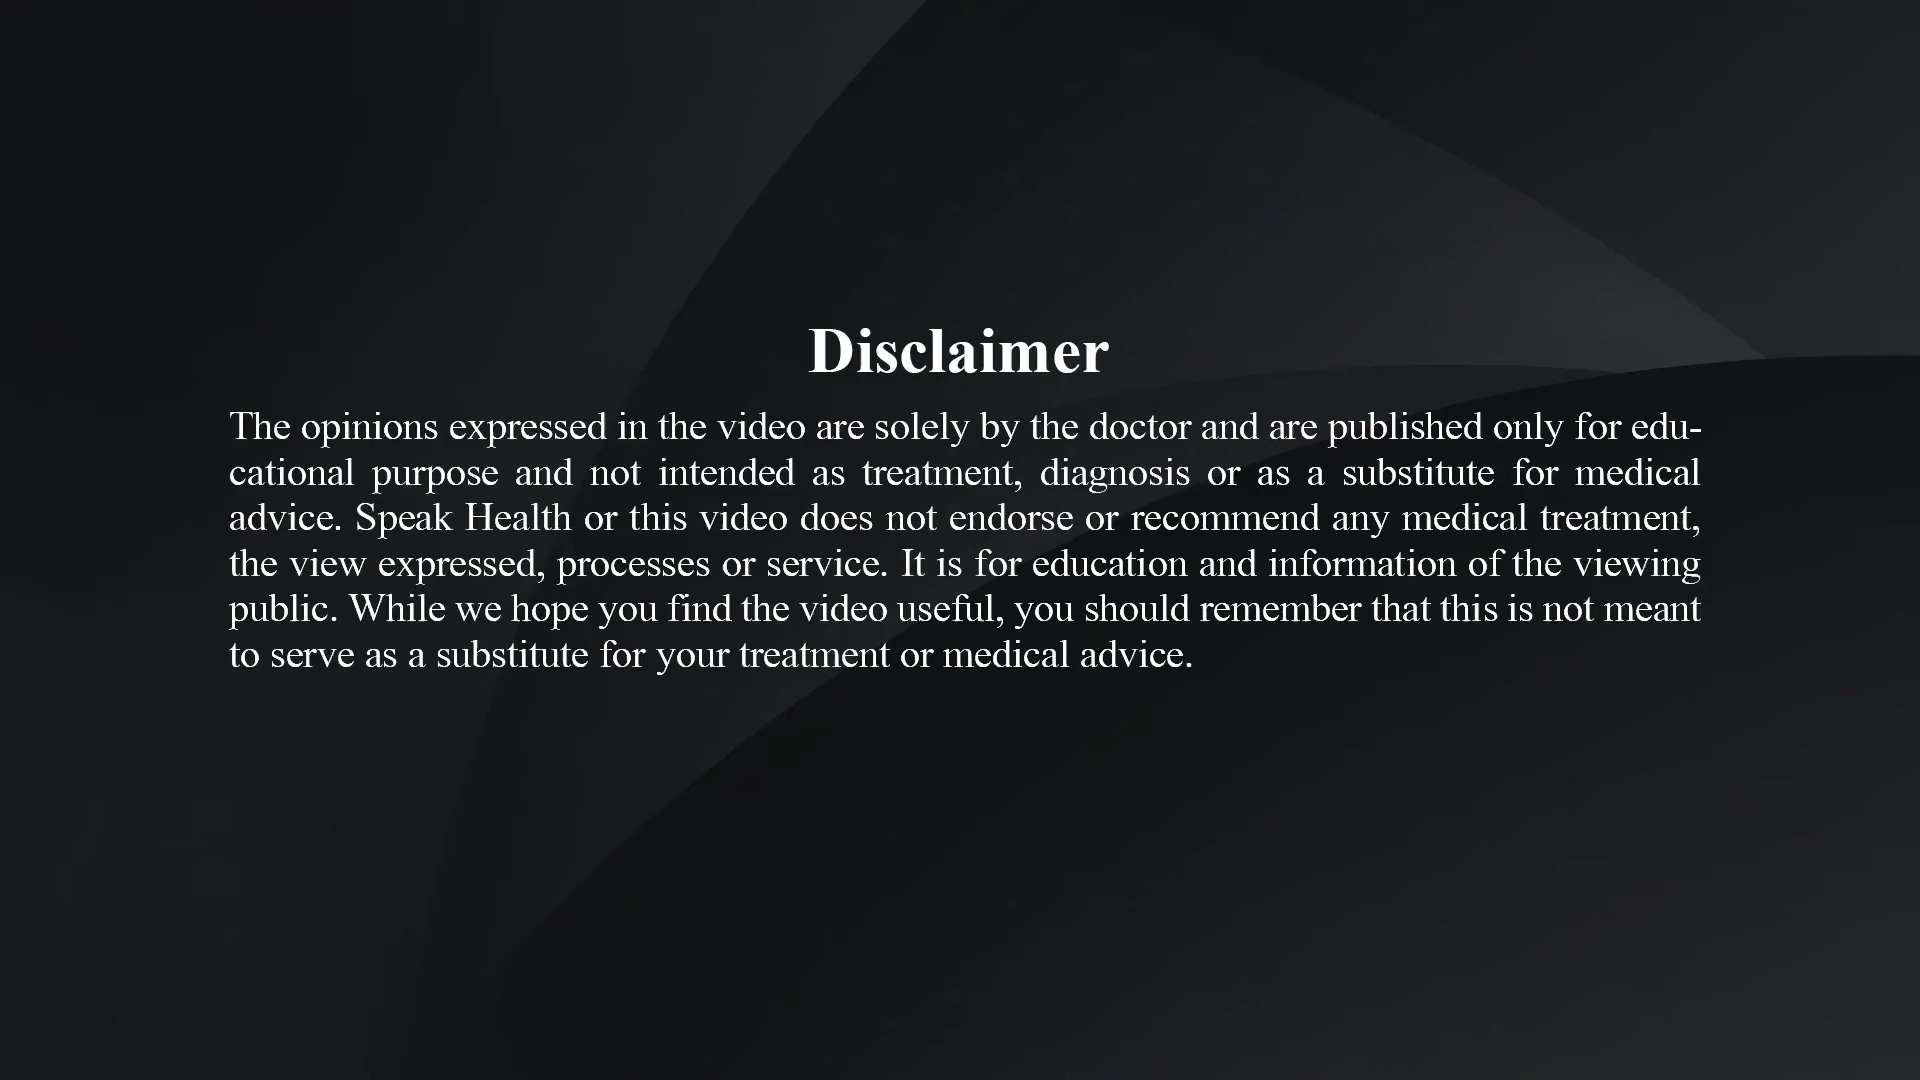 Disclaimer
The opinions expressed in the video are solely by the doctor and are published only for edu-
cational purpose and not intended as treatment, diagnosis or as a substitute for medical
advice. Speak Health or this video does not endorse or recommend any medical treatment,
the view expressed, processes or service. It is for education and information of the viewing
public. While we hope you find the video useful, you should remember that this is not meant
to serve as a substitute for your treatment or medical advice.